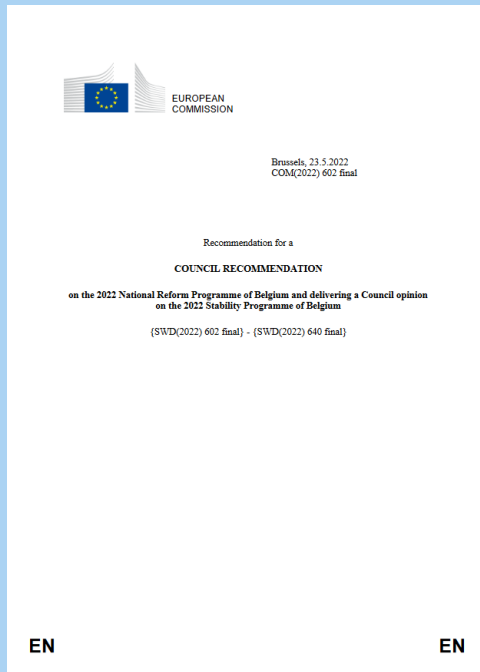 EUROPEAN
COMMISSION
Brussels, 23.5.2022
COM(2022) 602 final
Recommendation for a
COUNCIL RECOMMENDATION
on the 2022 National Reform Programme of Belgium and delivering a Council opinion
on the 2022 Stability Programme of Belgium
{SWD(2022) 602 final} - {SWD(2022) 640 final}
EN
EN